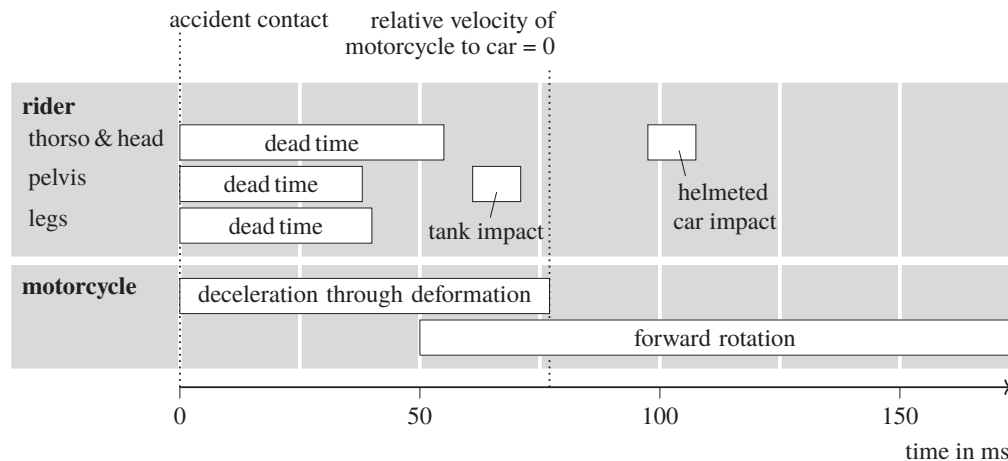 accident contact
relative velocity of
motorcycle to car = 0
rider
thorso & head
dead time
pelvis
dead time
legs
dead time
tank impact
helmeted
car impact
motorcycle
deceleration through deformation
forward rotation
0
50
100
150
time in ms